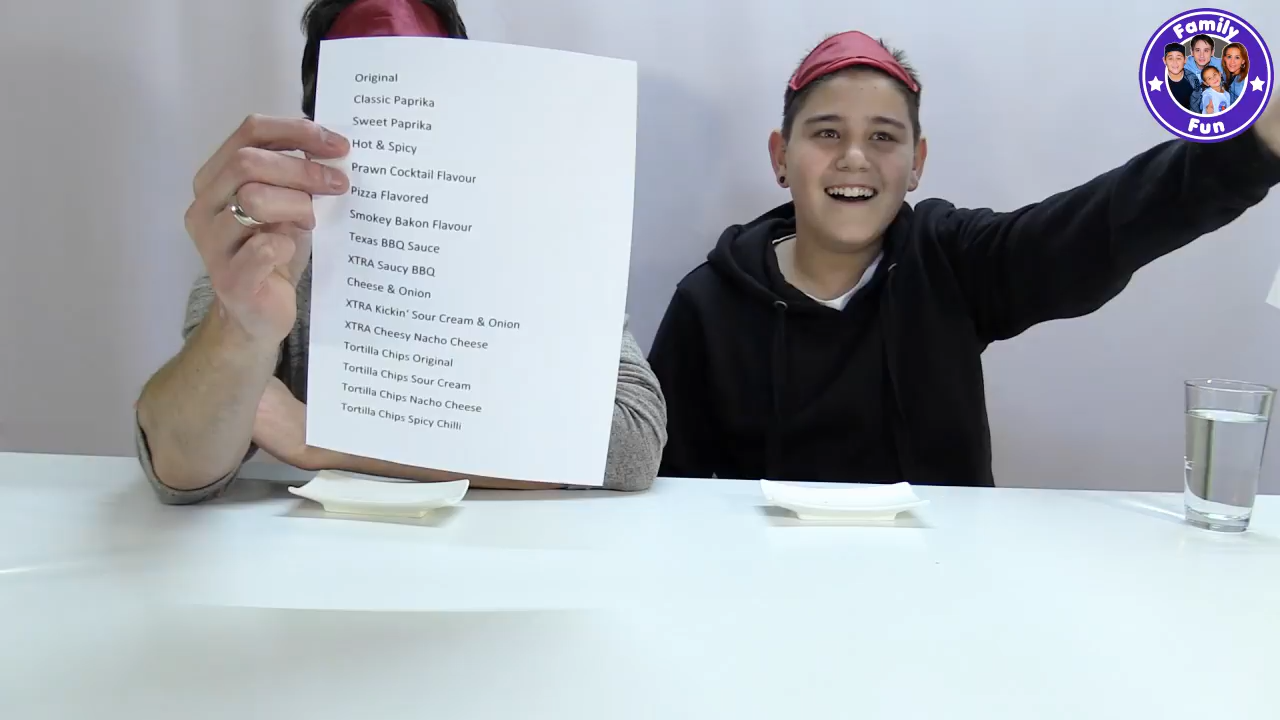 Original
Classic Paprika
Sweet Paprika
Hot & Spicy
Prawn Cocktail Flavour
Pizza Flavored
Smokey Bakon Flavour
Texas BBQ Sauce
XTRA Saucy BBQ
Cheese & Onion
XTRA Kickin' Sour Cream & Onion
XTRA Cheesy Nacho Cheese
Tortilla Chips Original
Tortilla Chips Sour Cream
Tortilla Chips Nacho Cheese
Tortilla Chips Spicy Chilli
Family
Fun